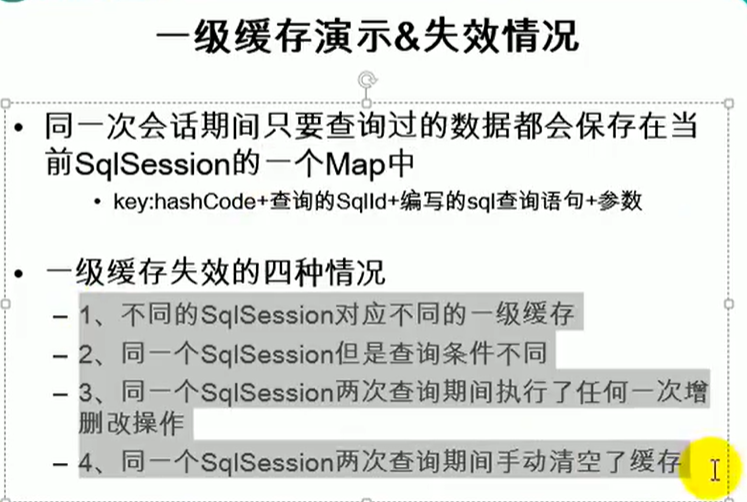 一级缓存演示&失效情况
• 同一次会话期间只要查询过的数据都会保存在当
前SqlSession的一个Map中
• key:hashCode+查询的SqlId+编写的sql查询语句+参数
• 一级缓存失效的四种情况
– 1、不同的SqlSession对应不同的一级缓存
– 2、同一个SqlSession但是查询条件不同
– 3、同一个SqlSession两次查询期间执行了任何一次增
删改操作
– 4、同一个SqlSession两次查询期间手动清空了缓存